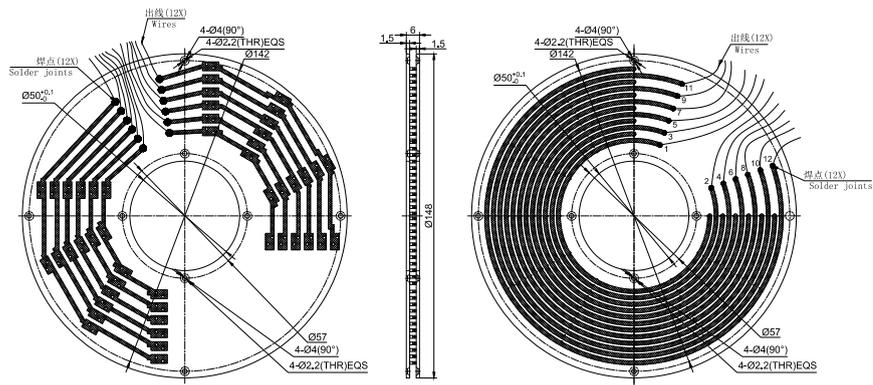 出线(12X)
Wires
4-Ø4(90°)
4-Ø2.2(THR)EQS
Ø142
焊点(12X)
Solder joints
Ø50+0.1 -0
Ø57
4-Ø4(90°)
4-Ø2.2(THR)EQS
6
1.5
1.5
Ø148
4-Ø4(90°)
4-Ø2.2(THR)EQS
Ø142
出线(12X)
Wires
Ø50+0.1 -0
11
9
7
5
3
1
2
4
6
8
10
12
焊点(12X)
Solder joints
Ø57
4-Ø4(90°)
4-Ø2.2(THR)EQS